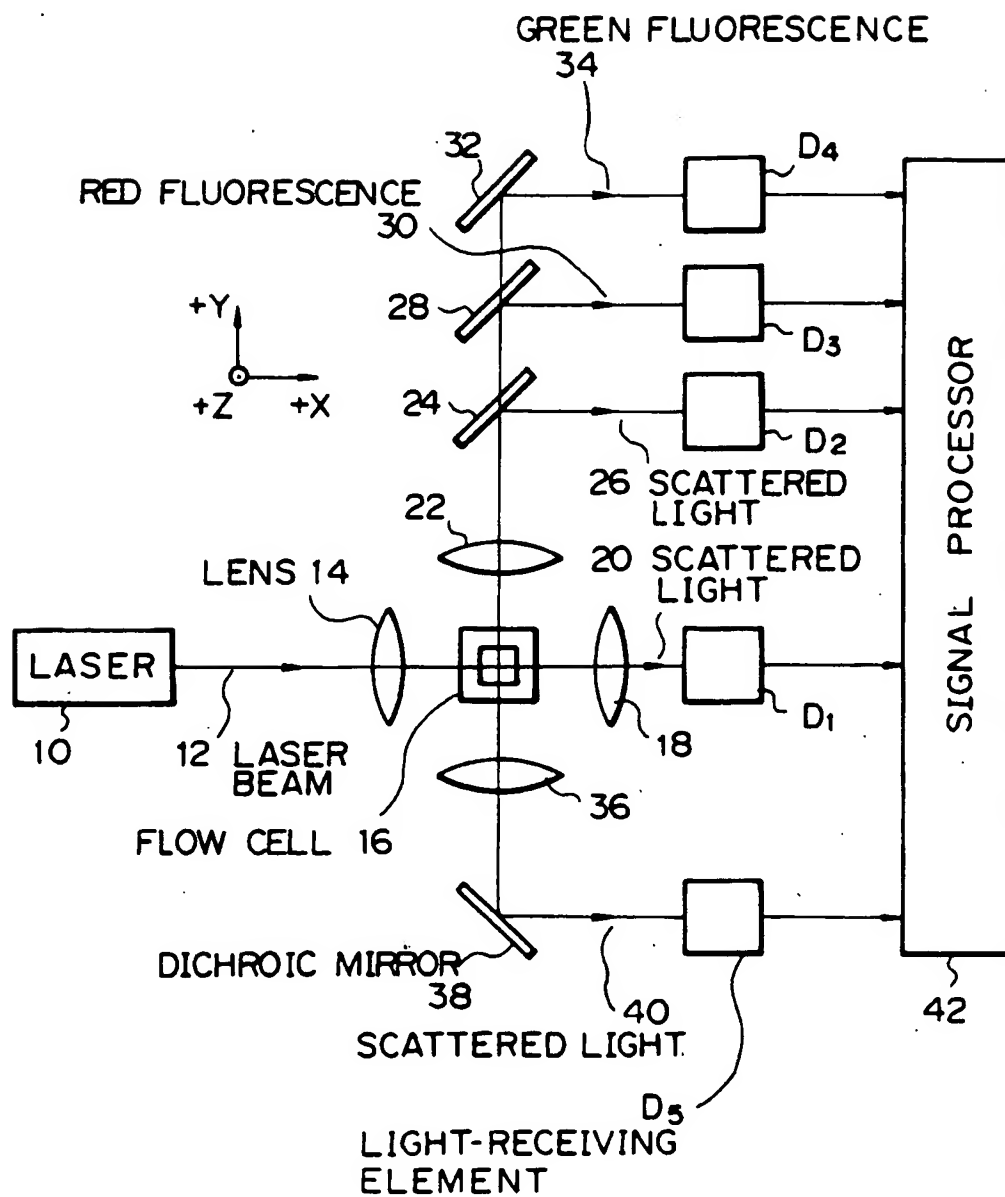 GREEN FLUORESCENCE
34
32
D4
RED FLUORESCENCE
30
28
D3
+Y
+Z +X
24
D2
26 SCATTERED
LIGHT
22
20 SCATTERED
LIGHT
LENS 14
LASER
10
12 LASER
BEAM
18
D1
36
FLOW CELL 16
DICHROIC MIRROR
38
40
SCATTERED LIGHT
D5
LIGHT-RECEIVING
ELEMENT
SIGNAL PROCESSOR
42